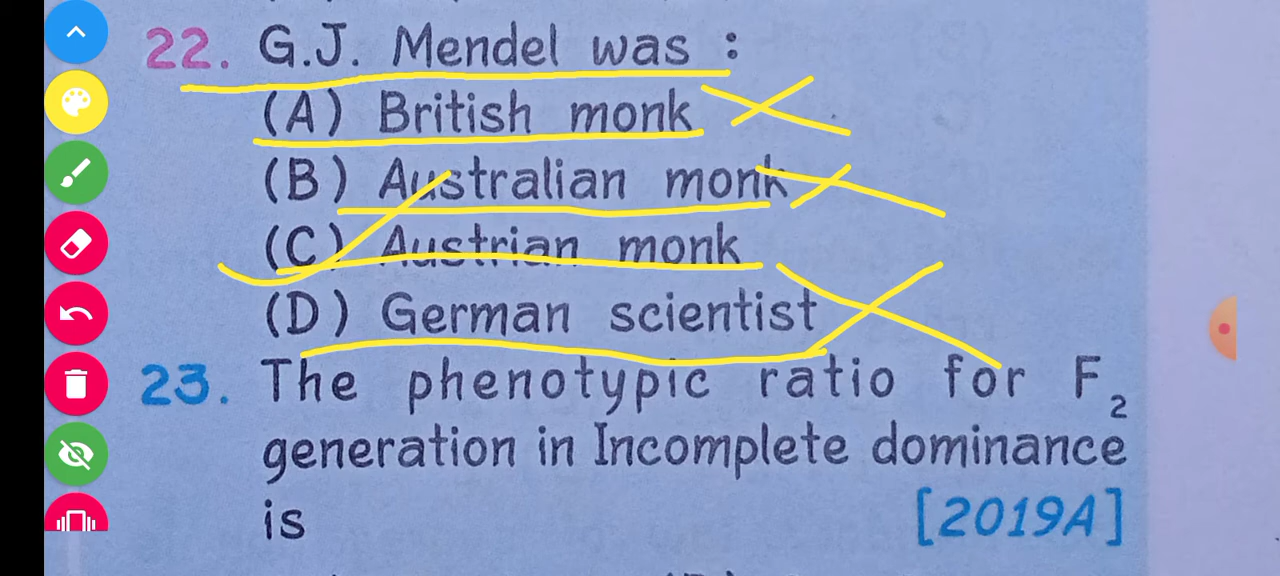 22. G.J. Mendel was :
(A) British monk
(B) Australian monk
(C) Austrian monk
(D) German scientist
23. The phenotypic ratio for F₂
generation in Incomplete dominance
is [2019A]